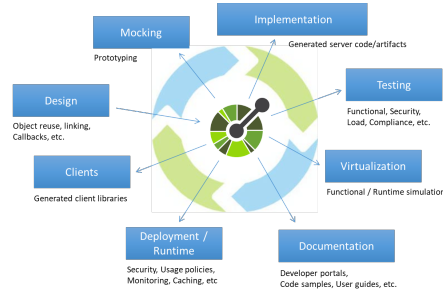 Implementation
Generated server code/artifacts
Mocking
Prototyping
Testing
Functional, Security,
Load, Compliance, etc.
Design
Object reuse, linking,
Callbacks, etc.
Virtualization
Functional / Runtime simulation
Clients
Generated client libraries
Deployment /
Runtime
Security, Usage policies,
Monitoring, Caching, etc
Documentation
Developer portals,
Code samples, User guides, etc.